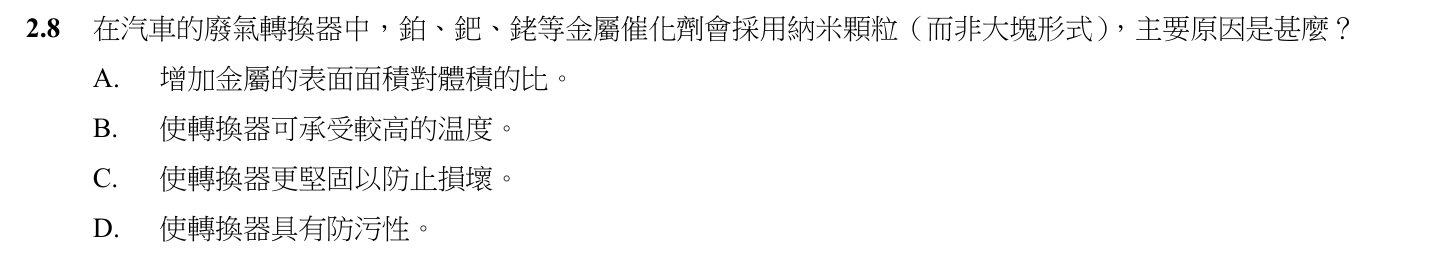 2.8 在汽車的廢氣轉換器中，鉑、鈀、銠等金屬催化劑會採用納米顆粒（而非大塊形式），主要原因是甚麼？
A. 增加金屬的表面面積對體積的比。
B. 使轉換器可承受較高的温度。
C. 使轉換器更堅固以防止損壞。
D. 使轉換器具有防污性。